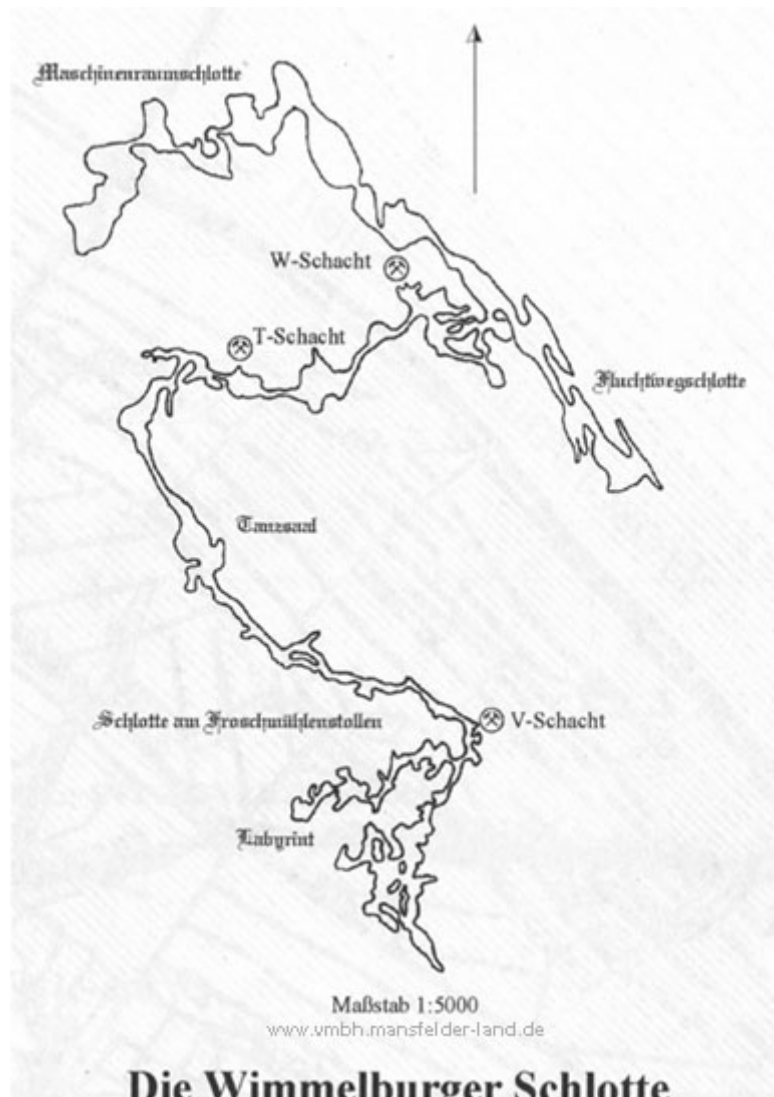 Maschinenraumschlotte
W-Schacht
T-Schacht
Fluchtwegschlotte
Tanzsaal
Schlotte am Froschmühlenstollen
V-Schacht
Labyrint
Maßstab 1:5000
www.vmbh.mansfelder-land.de
Die Wimmelburger Schlotte